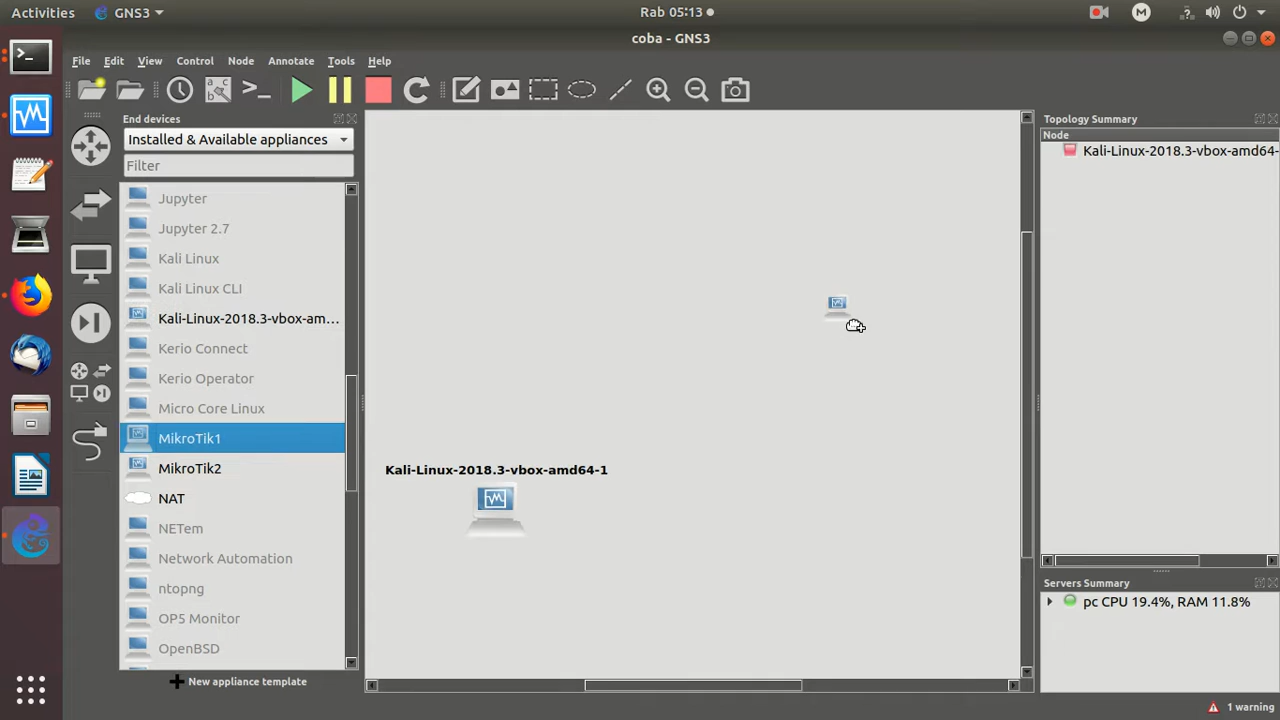 Activities
GNS3
Rab 05:13
M
coba - GNS3
File Edit View Control Node Annotate Tools Help
End devices
Installed & Available appliances
Filter
Jupyter
Jupyter 2.7
Kali Linux
Kali Linux CLI
Kali-Linux-2018.3-vbox-am...
Kerio Connect
Kerio Operator
Micro Core Linux
MikroTik1
MikroTik2
NAT
NETem
Network Automation
ntopng
OP5 Monitor
OpenBSD
New appliance template
Kali-Linux-2018.3-vbox-amd64-1
Topology Summary
Node
Kali-Linux-2018.3-vbox-amd64-
Servers Summary
pc CPU 19.4%, RAM 11.8%
1 warning